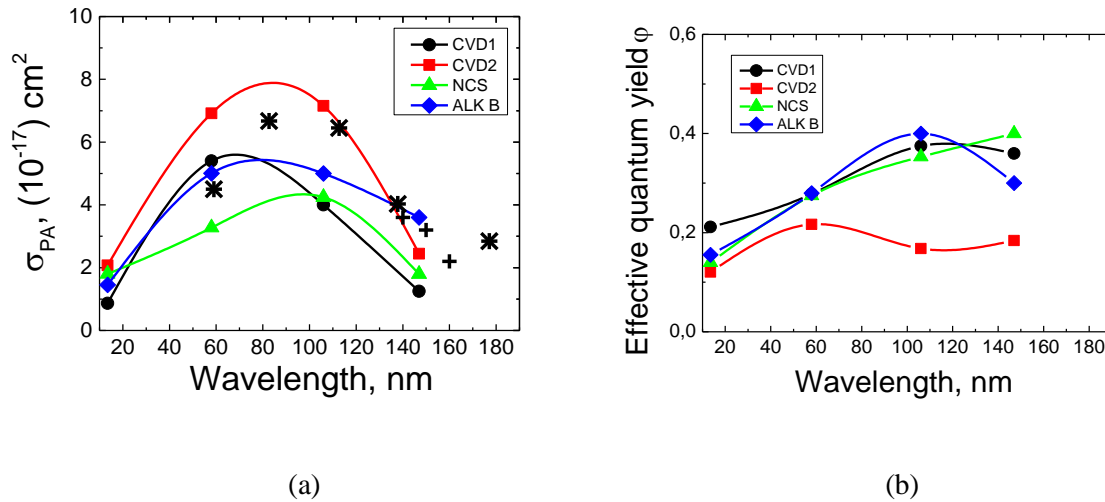 10
8
6
4
2
0
σPA, (10-17) cm2
CVD1
CVD2
NCS
ALK B
20 40 60 80 100 120 140 160 180
Wavelength, nm
(a)
0,6
0,4
0,2
0,0
Effective quantum yield φ
CVD1
CVD2
NCS
ALK B
20 40 60 80 100 120 140 160 180
Wavelength, nm
(b)